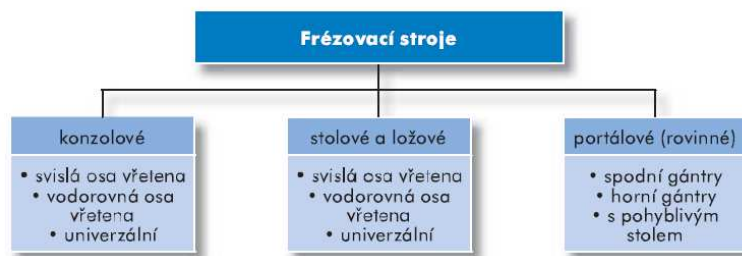 Frézovací stroje
konzolové
• svislá osa vřetena
• vodorovná osa
vřetena
• univerzální
stolové a ložové
• svislá osa vřetena
• vodorovná osa
vřetena
• univerzální
portálové (rovinné)
• spodní gántry
• horní gántry
• s pohyblivým
stolem